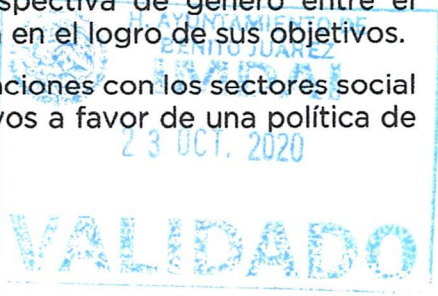 spectiva de género entre el
H. AYUNTAMIENTO DE
en el logro de sus objetivos.
BENITO JUÁREZ
IMDAI
aciones con los sectores social
vos a favor de una política de
23 OCT. 2020
VALIDADO